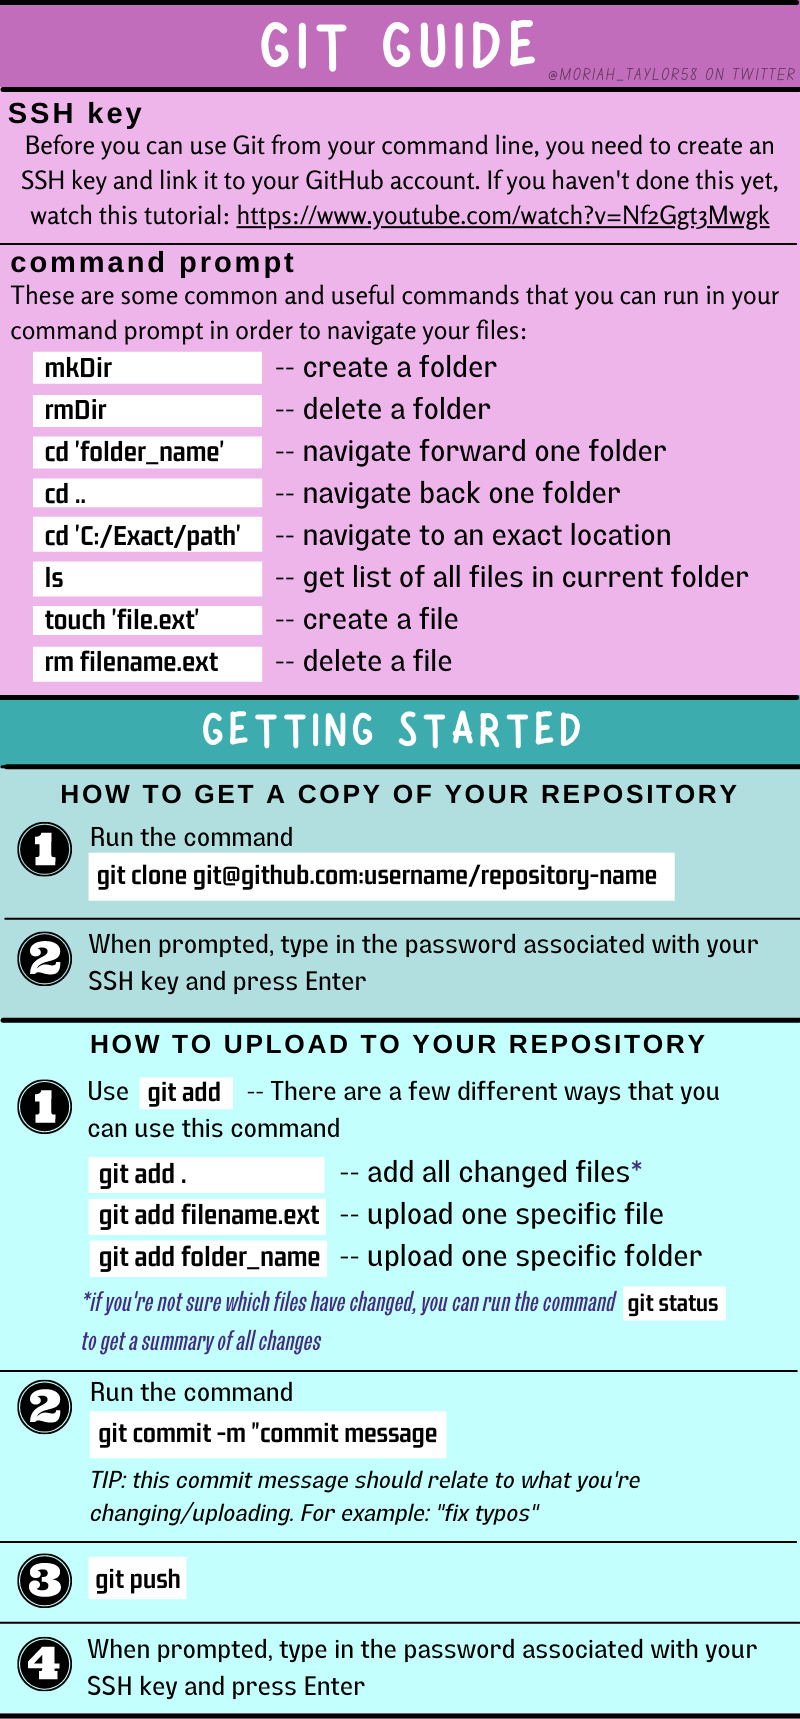 GIT GUIDE
@MORIAH_TAYLOR58 ON TWITTER
SSH key
Before you can use Git from your command line, you need to create an
SSH key and link it to your GitHub account. If you haven't done this yet,
watch this tutorial: https://www.youtube.com/watch?v=Nf2Ggt3Mwgk
command prompt
These are some common and useful commands that you can run in your
command prompt in order to navigate your files:
mkDir -- create a folder
rmDir -- delete a folder
cd 'folder_name' -- navigate forward one folder
cd .. -- navigate back one folder
cd 'C:/Exact/path' -- navigate to an exact location
ls -- get list of all files in current folder
touch 'file.ext' -- create a file
rm filename.ext -- delete a file
GETTING STARTED
HOW TO GET A COPY OF YOUR REPOSITORY
1 Run the command
git clone git@github.com:username/repository-name
2 When prompted, type in the password associated with your
SSH key and press Enter
HOW TO UPLOAD TO YOUR REPOSITORY
1 Use git add -- There are a few different ways that you
can use this command
git add . -- add all changed files*
git add filename.ext -- upload one specific file
git add folder_name -- upload one specific folder
*if you're not sure which files have changed, you can run the command git status
to get a summary of all changes
2 Run the command
git commit -m "commit message
TIP: this commit message should relate to what you're
changing/uploading. For example: "fix typos"
3 git push
4 When prompted, type in the password associated with your
SSH key and press Enter